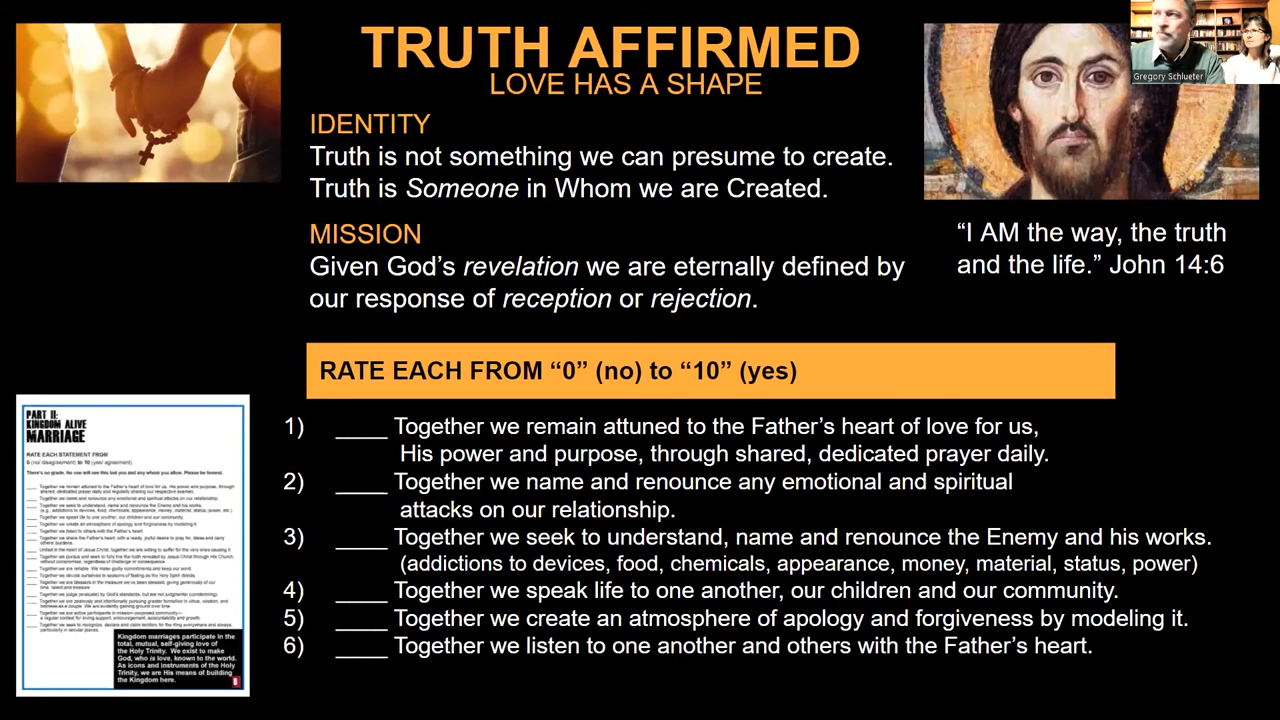 TRUTH AFFIRMED
LOVE HAS A SHAPE
Gregory Schlueter
IDENTITY
Truth is not something we can presume to create.
Truth is Someone in Whom we are Created.
MISSION
Given God’s revelation we are eternally defined by
our response of reception or rejection.
“I AM the way, the truth
and the life.” John 14:6
RATE EACH FROM “0” (no) to “10” (yes)
1) ____ Together we remain attuned to the Father’s heart of love for us,
His power and purpose, through shared, dedicated prayer daily.
2) ____ Together we name and renounce any emotional and spiritual
attacks on our relationship.
3) ____ Together we seek to understand, name and renounce the Enemy and his works.
(addictions to devices, food, chemicals, appearance, money, material, status, power)
4) ____ Together we speak life to one another, our children and our community.
5) ____ Together we create an atmosphere of apology and forgiveness by modeling it.
6) ____ Together we listen to one another and others with the Father’s heart.
PART II:
KINGDOM ALIVE
MARRIAGE
RATE EACH STATEMENT FROM
Kingdom marriages participate in the
total, mutual, self-giving love of
the Holy Trinity. We exist to make
God, who is love, known to the world.
As icons and instruments of the Holy
Trinity, we are His means of building
the Kingdom here.